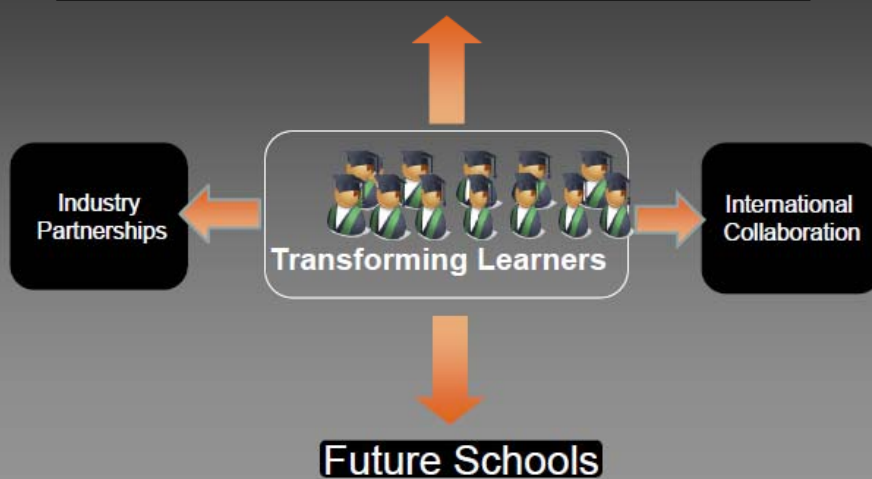 Industry
Partnerships
Transforming Learners
International
Collaboration
Future Schools